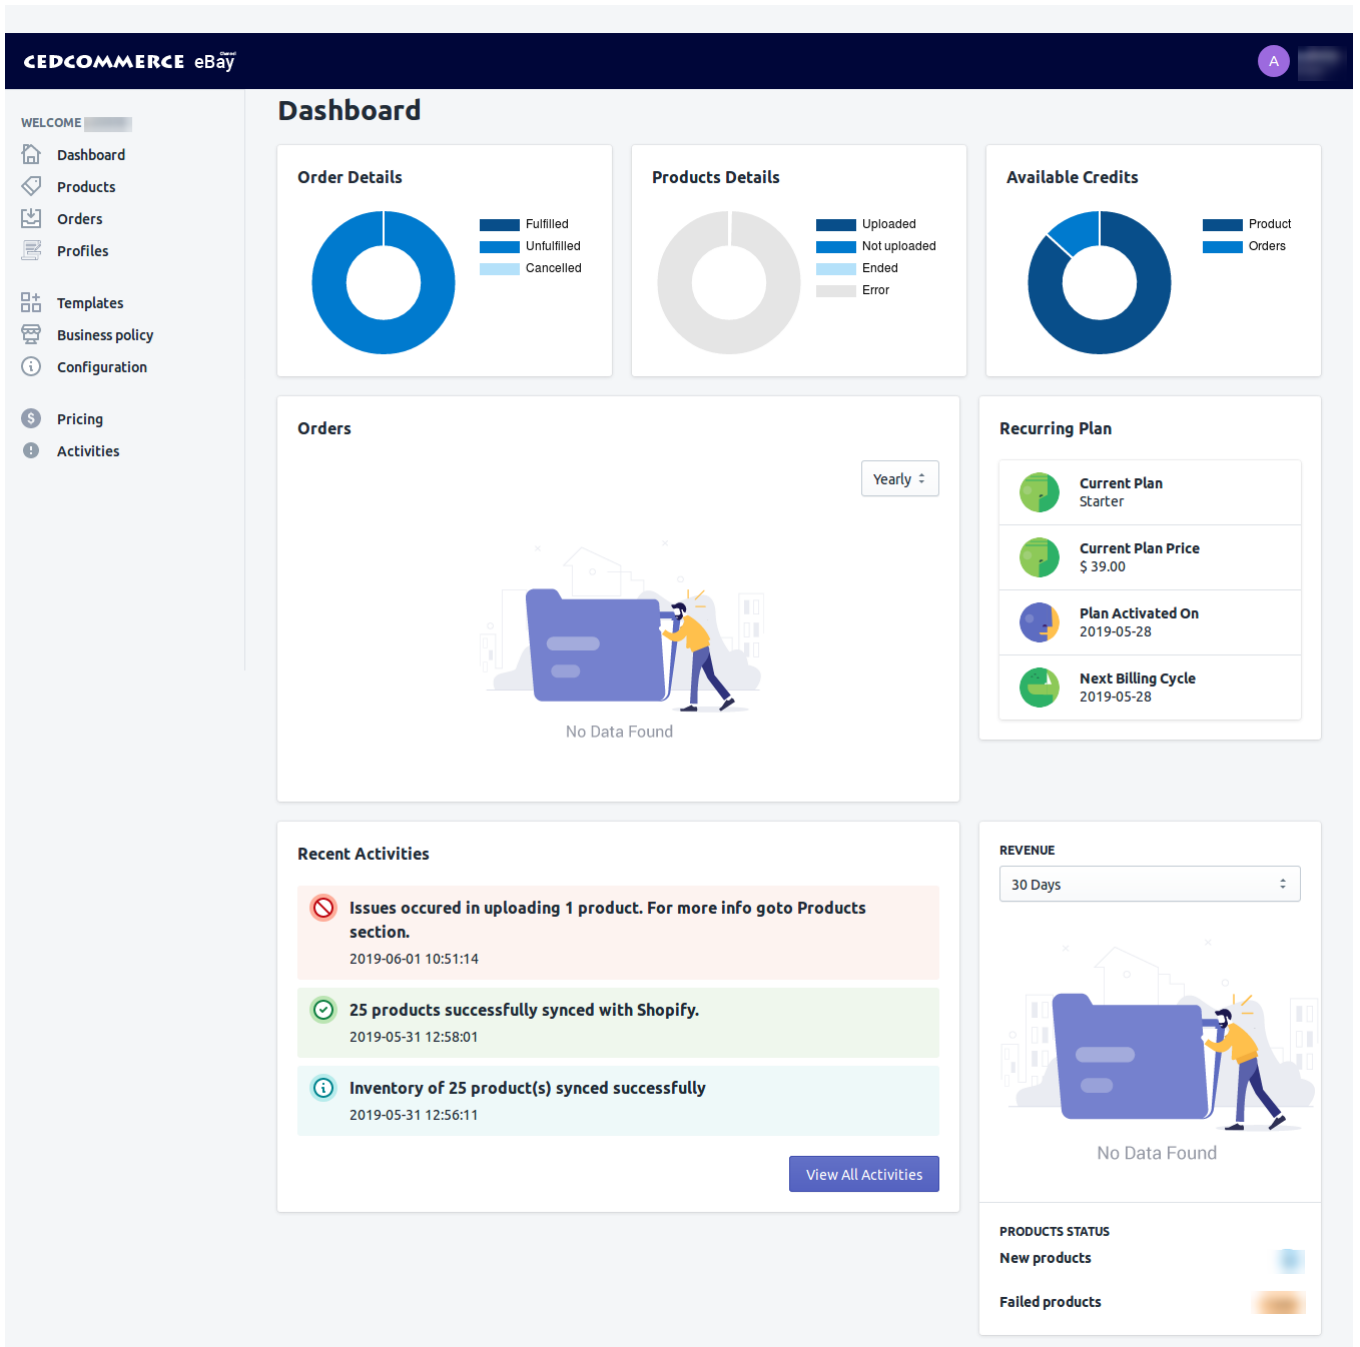 CEDCOMMERCE eBay Channel
A
WELCOME
Dashboard
Products
Orders
Profiles
Templates
Business policy
Configuration
Pricing
Activities
Dashboard
Order Details
Fulfilled
Unfulfilled
Cancelled
Products Details
Uploaded
Not uploaded
Ended
Error
Available Credits
Product
Orders
Orders
Yearly
No Data Found
Recurring Plan
Current Plan
Starter
Current Plan Price
$ 39.00
Plan Activated On
2019-05-28
Next Billing Cycle
2019-05-28
Recent Activities
Issues occured in uploading 1 product. For more info goto Products
section.
2019-06-01 10:51:14
25 products successfully synced with Shopify.
2019-05-31 12:58:01
Inventory of 25 product(s) synced successfully
2019-05-31 12:56:11
View All Activities
REVENUE
30 Days
No Data Found
PRODUCTS STATUS
New products
Failed products